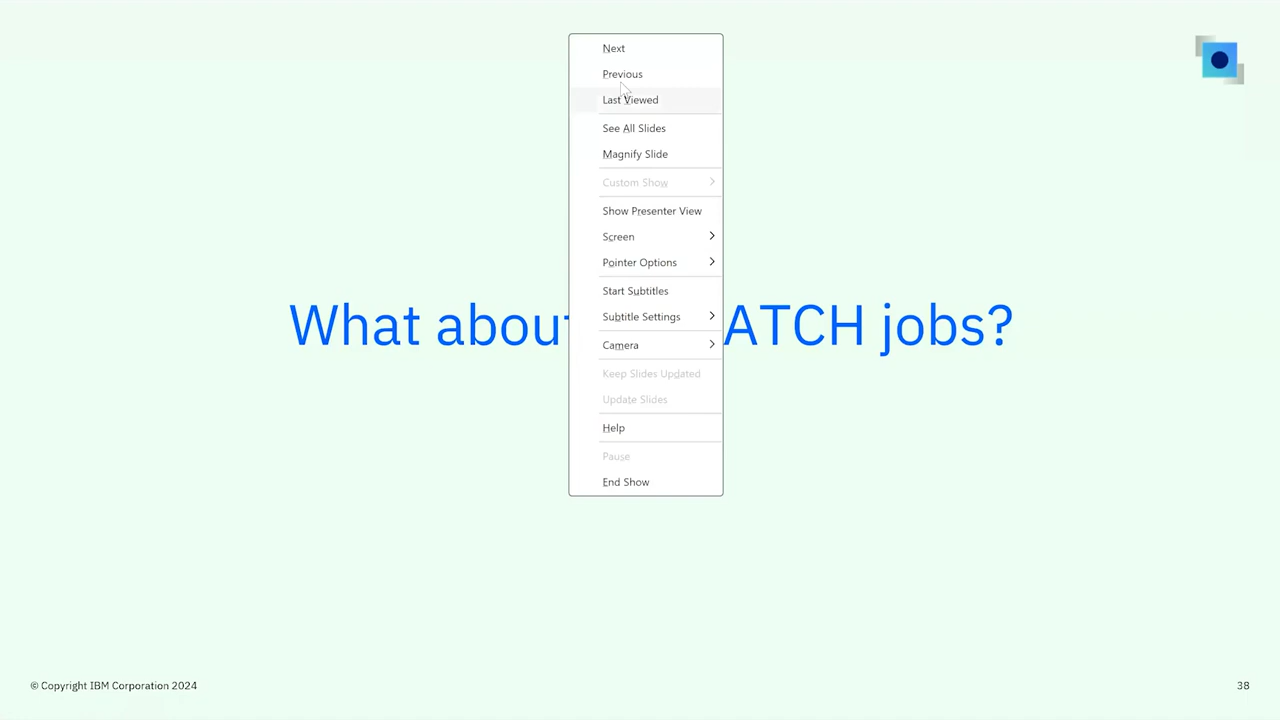 Next
Previous
Last Viewed
See All Slides
Magnify Slide
Custom Show
Show Presenter View
Screen
Pointer Options
Start Subtitles
What about ATCH jobs?
Subtitle Settings
Camera
Keep Slides Updated
Update Slides
Help
Pause
End Show
© Copyright IBM Corporation 2024
38